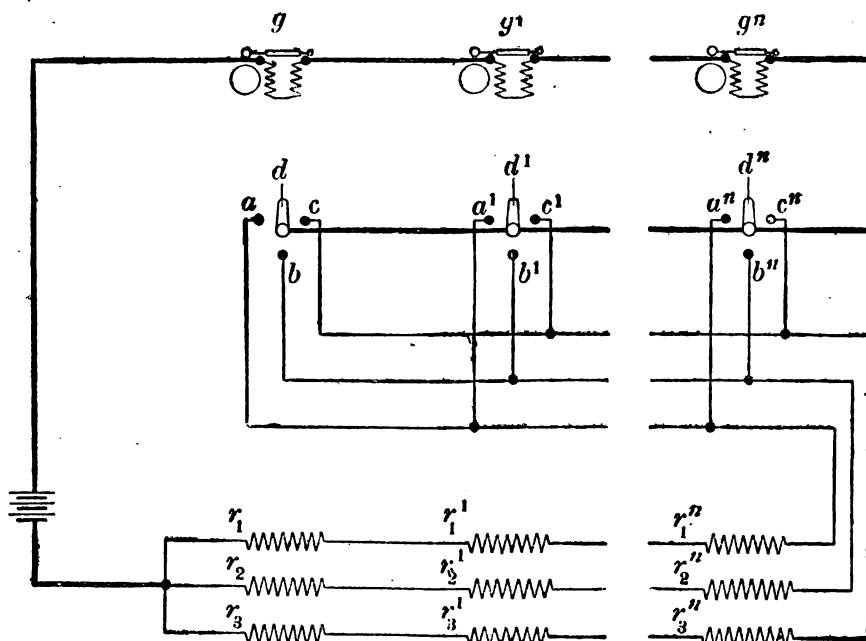 g g¹ gⁿ
d d¹ dⁿ
a c a¹ c¹ aⁿ cⁿ
b b¹ bⁿ
r₁ r₁¹ r₁ⁿ
r₂ r₂¹ r₂ⁿ
r₃ r₃¹ r₃ⁿ